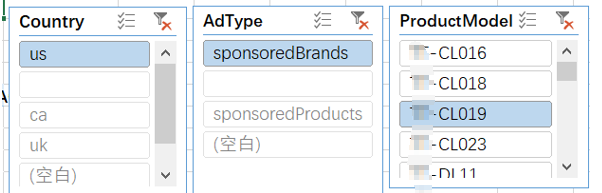 Country
us
ca
uk
(空白)
AdType
sponsoredBrands
sponsoredProducts
(空白)
ProductModel
-CL016
-CL018
-CL019
-CL023
-DL11
A